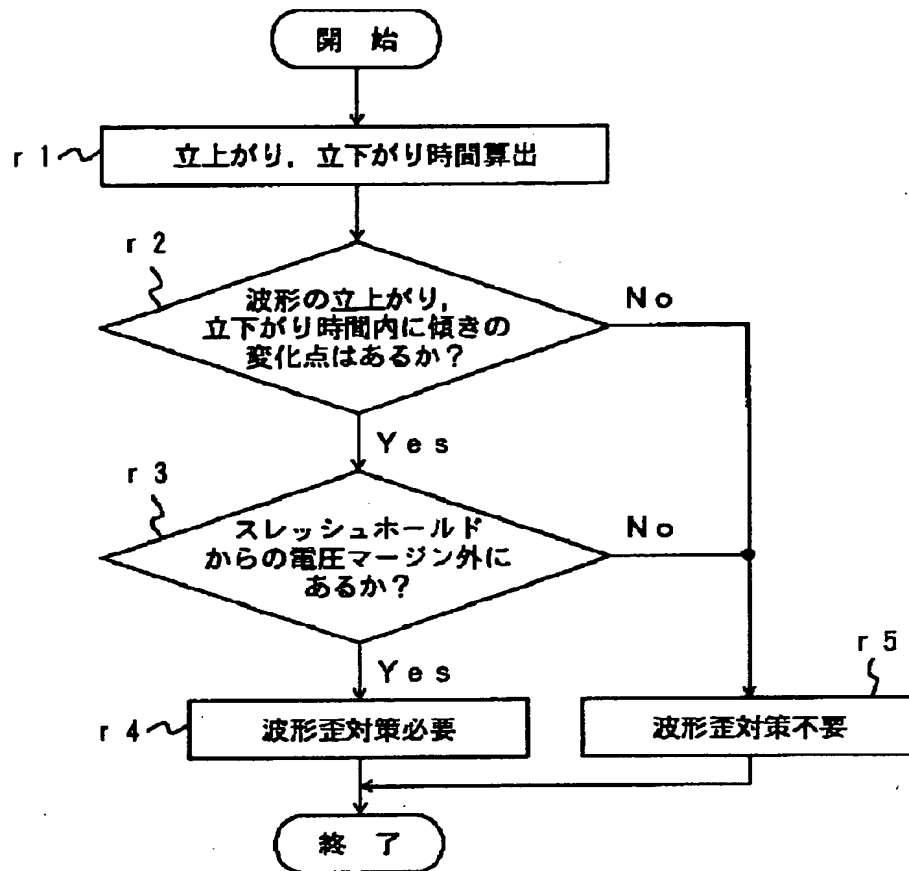 開 始
r 1
立上がり，立下がり時間算出
r 2
波形の立上がり，
立下がり時間内に傾きの
変化点はあるか？
No
Yes
r 3
スレッシュホールド
からの電圧マージン外に
あるか？
No
Yes
r 4
波形歪対策必要
r 5
波形歪対策不要
終 了